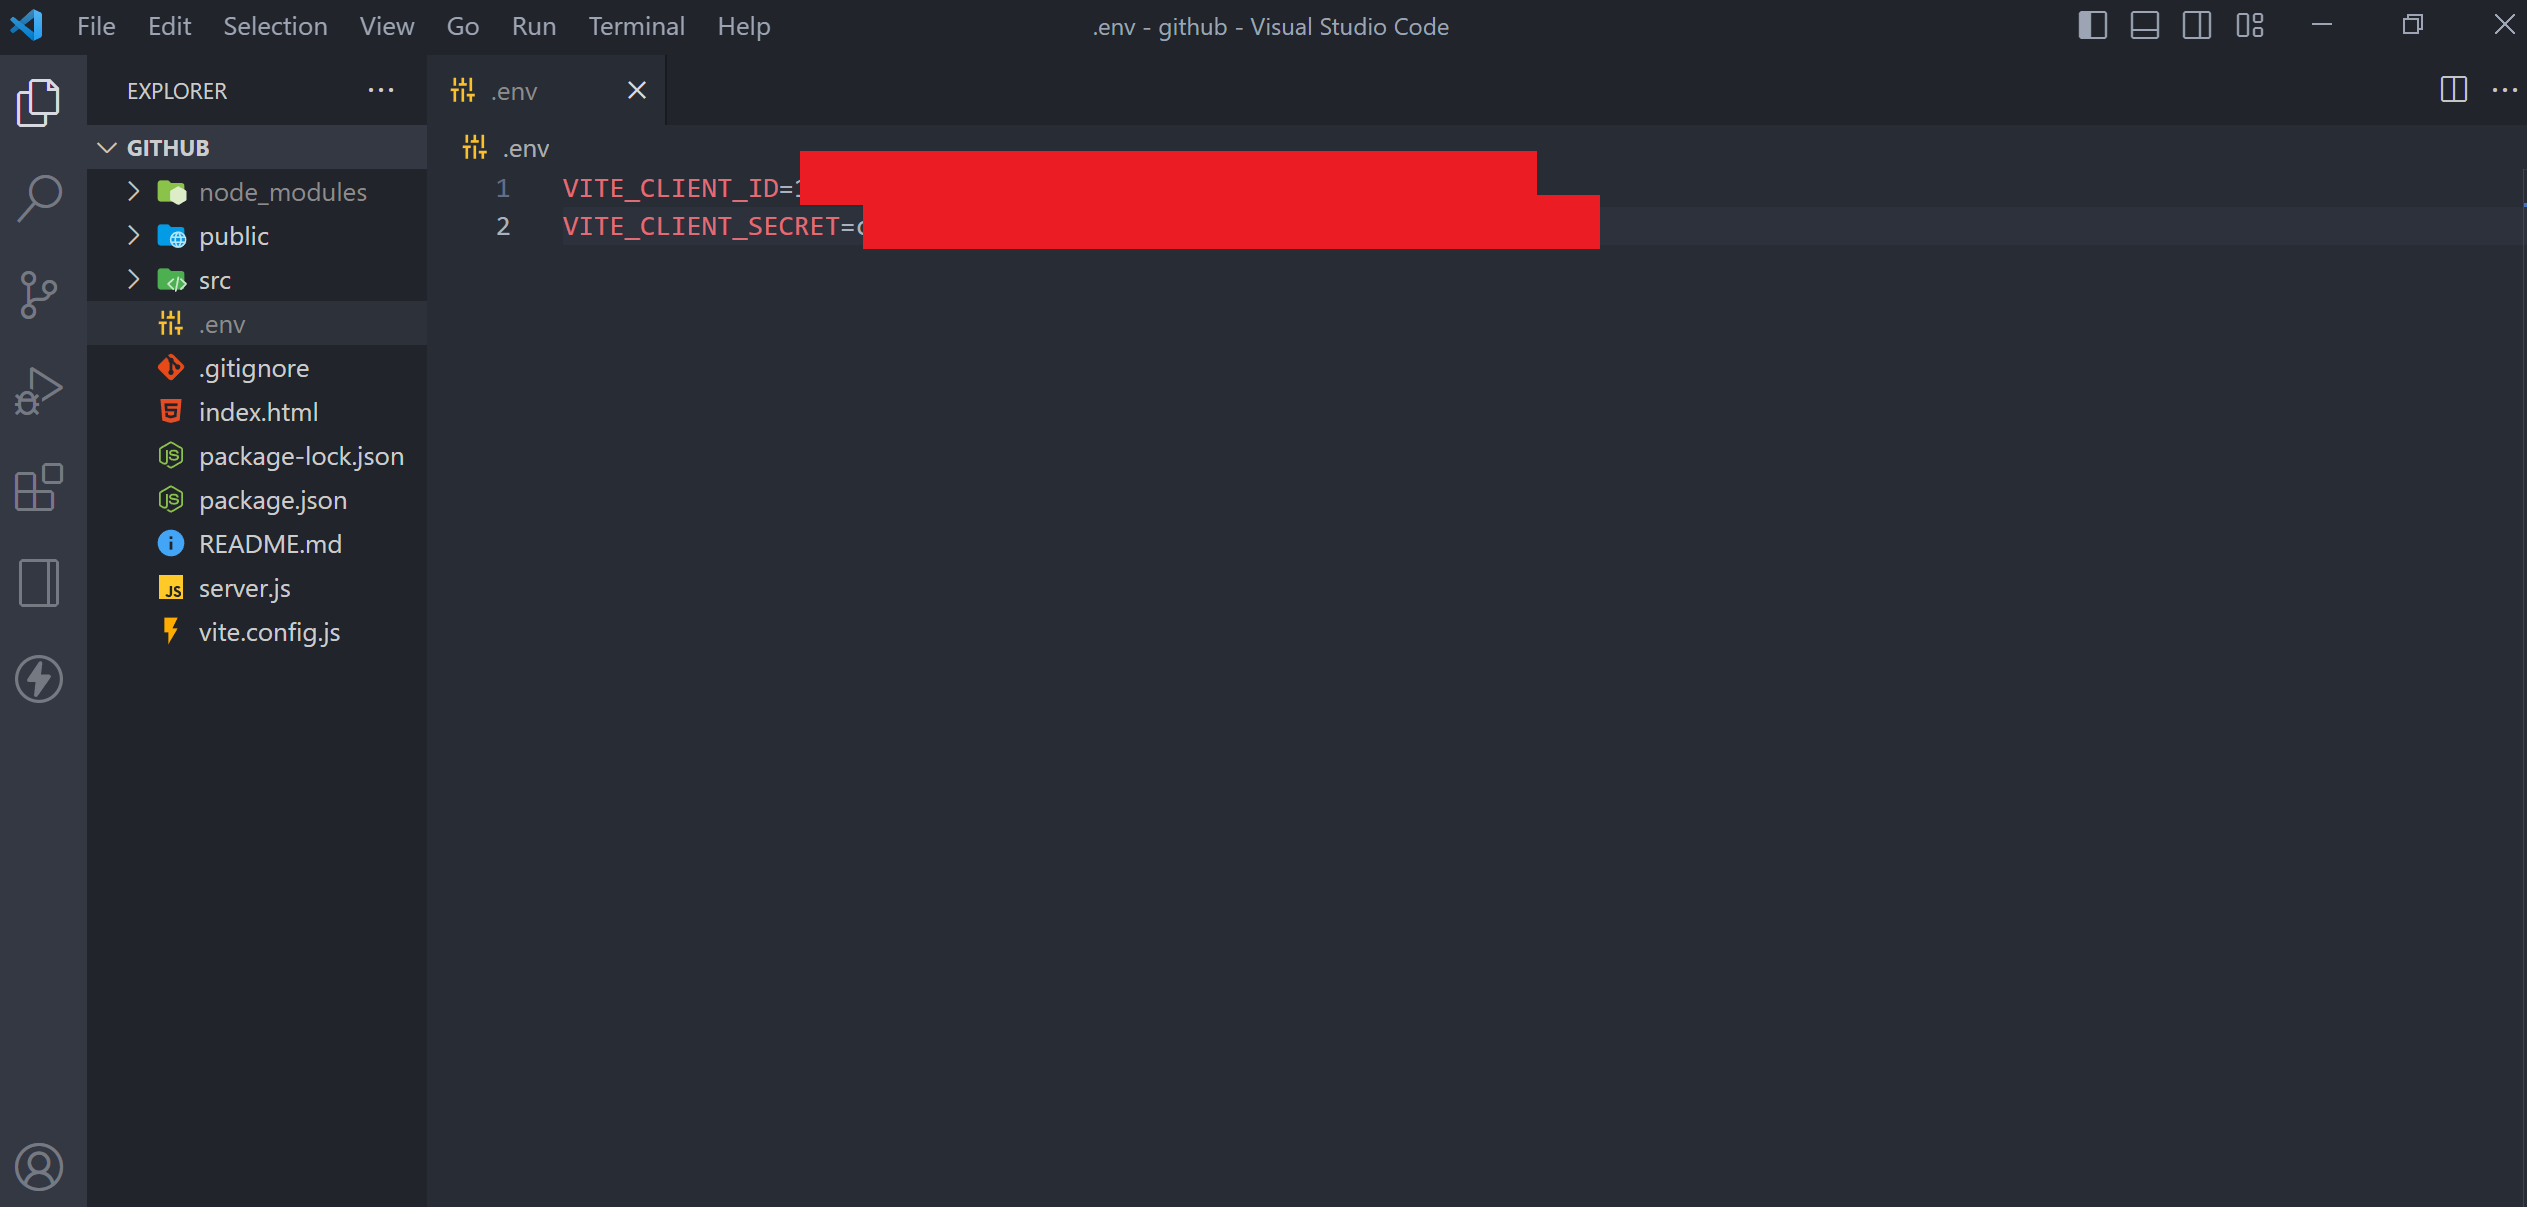 File Edit Selection View Go Run Terminal Help
.env - github - Visual Studio Code
EXPLORER
.env
GITHUB
.env
node_modules
public
src
.env
.gitignore
index.html
package-lock.json
package.json
README.md
server.js
vite.config.js
1 VITE_CLIENT_ID=
2 VITE_CLIENT_SECRET=